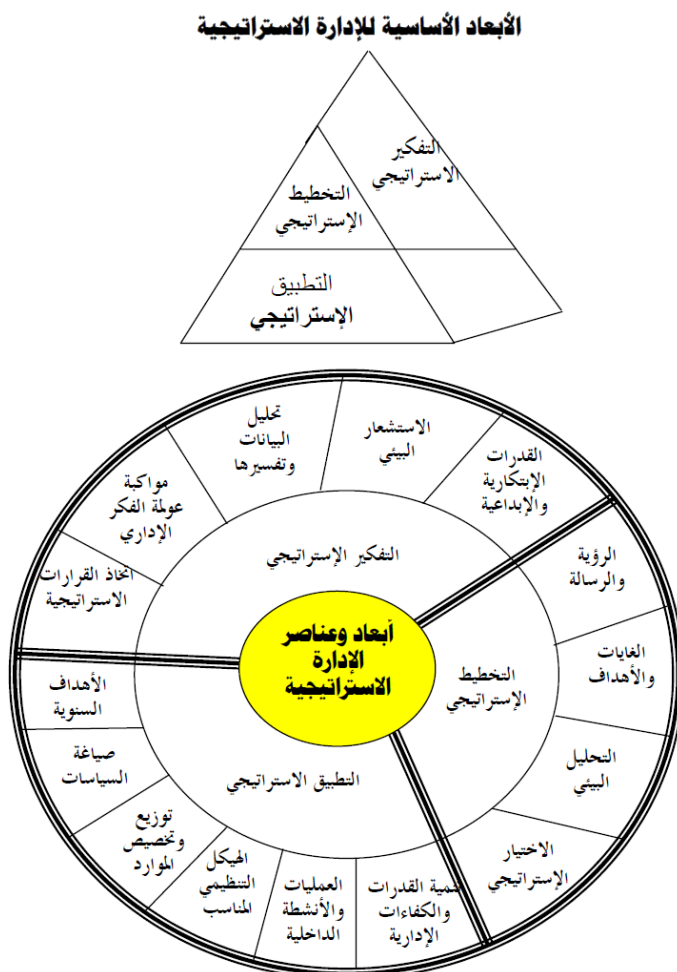 الأبعاد الأساسية للإدارة الاستراتيجية
التفكير
الاستراتيجي
التخطيط
الإستراتيجي
التطبيق
الإستراتيجي
القدرات
الإبتكارية
والإبداعية
الاستشعار
البيئي
تحليل
البيانات
وتفسيرها
مواكبة
عولمة الفكر
الإداري
اتخاذ القرارات
الاستراتيجية
التفكير الإستراتيجي
الرؤية
والرسالة
الغايات
والأهداف
التحليل
البيئي
الاختيار
الإستراتيجي
التخطيط
الإستراتيجي
أبعاد وعناصر
الإدارة
الاستراتيجية
التطبيق الاستراتيجي
الأهداف
السنوية
صياغة
السياسات
توزيع
وتخصيص
الموارد
الهيكل
التنظيمي
المناسب
العمليات
والأنشطة
الداخلية
تنمية القدرات
والكفاءات
الإدارية